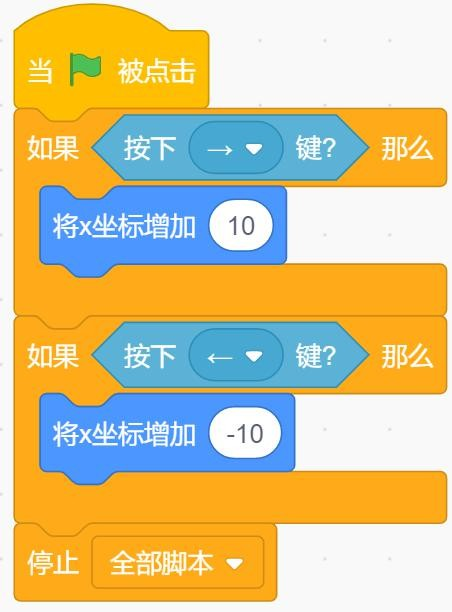 当 被点击
如果 按下 → 键? 那么
将x坐标增加 10
如果 按下 ← 键? 那么
将x坐标增加 -10
停止 全部脚本